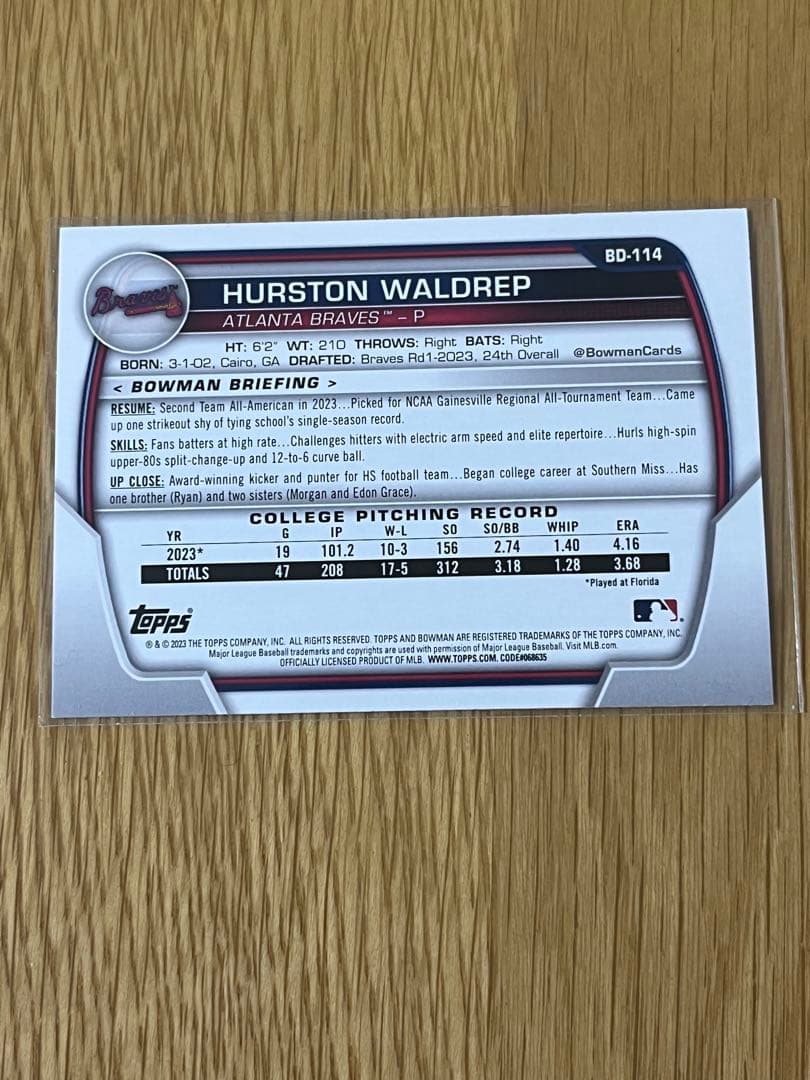 BD-114
Braves
HURSTON WALDREP
ATLANTA BRAVES™ – P
HT: 6'2" WT: 210 THROWS: Right BATS: Right
BORN: 3-1-02, Cairo, GA DRAFTED: Braves Rd1-2023, 24th Overall @BowmanCards
< BOWMAN BRIEFING >
RESUME: Second Team All-American in 2023...Picked for NCAA Gainesville Regional All-Tournament Team...Came
up one strikeout shy of tying school's single-season record.
SKILLS: Fans batters at high rate...Challenges hitters with electric arm speed and elite repertoire...Hurls high-spin
upper-80s split-change-up and 12-to-6 curve ball.
UP CLOSE: Award-winning kicker and punter for HS football team...Began college career at Southern Miss...Has
one brother (Ryan) and two sisters (Morgan and Edon Grace).
COLLEGE PITCHING RECORD
YR G IP W-L SO SO/BB WHIP ERA
2023* 19 101.2 10-3 156 2.74 1.40 4.16
TOTALS 47 208 17-5 312 3.18 1.28 3.68
*Played at Florida
Topps®
® & © 2023 THE TOPPS COMPANY, INC. ALL RIGHTS RESERVED. TOPPS AND BOWMAN ARE REGISTERED TRADEMARKS OF THE TOPPS COMPANY, INC.
Major League Baseball trademarks and copyrights are used with permission of Major League Baseball. Visit MLB.com.
OFFICIALLY LICENSED PRODUCT OF MLB. WWW.TOPPS.COM. CODE#068635